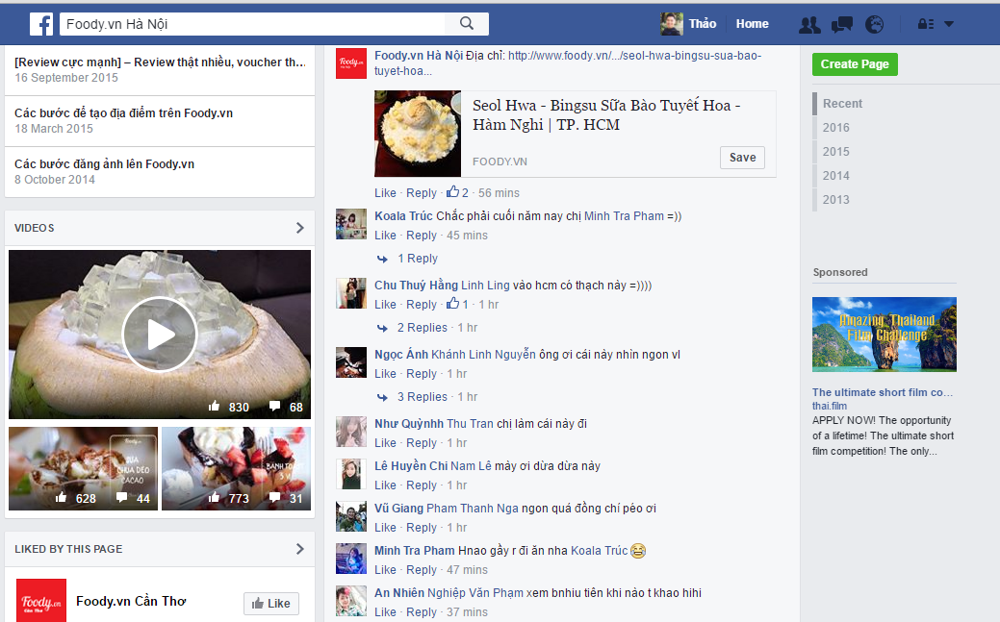 Foody.vn Hà Nội
Thảo
Home
[Review cực mạnh] – Review thật nhiều, voucher th…
16 September 2015
Các bước để tạo địa điểm trên Foody.vn
18 March 2015
Các bước đăng ảnh lên Foody.vn
8 October 2014
VIDEOS
830
68
Foody.vn
DỪA
CHUA DẺO
CACAO
628
44
773
31
LIKED BY THIS PAGE
Foody.vn
Cần Thơ
Foody.vn Cần Thơ
Like
Foody.vn
Foody.vn Hà Nội Địa chỉ: http://www.foody.vn/.../seol-hwa-bingsu-sua-bao-
tuyet-hoa...
Seol Hwa - Bingsu Sữa Bào Tuyết Hoa -
Hàm Nghi | TP. HCM
FOODY.VN
Save
Like · Reply · 2 · 56 mins
Koala Trúc Chắc phải cuối năm nay chị Minh Tra Pham =))
Like · Reply · 45 mins
1 Reply
Chu Thuý Hằng Linh Ling vào hcm có thạch này =))))
Like · Reply · 1 · 1 hr
2 Replies · 1 hr
Ngọc Ánh Khánh Linh Nguyễn ông ơi cái này nhìn ngon vl
Like · Reply · 1 hr
3 Replies · 1 hr
Như Quỳnhh Thu Tran chị làm cái này đi
Like · Reply · 1 hr
Lê Huyền Chi Nam Lê mày ơi dừa dừa này
Like · Reply · 1 hr
Vũ Giang Pham Thanh Nga ngon quá đồng chí pèo ơi
Like · Reply · 1 hr
Minh Tra Pham Hnao gầy r đi ăn nha Koala Trúc 😂
Like · Reply · 47 mins
An Nhiên Nghiệp Văn Phạm xem bnhiu tiên khi nào t khao hihi
Like · Reply · 37 mins
Create Page
Recent
2016
2015
2014
2013
Sponsored
Amazing Thailand
Film Challenge
The ultimate short film co…
thai.film
APPLY NOW! The opportunity
of a lifetime! The ultimate short
film competition! The only...